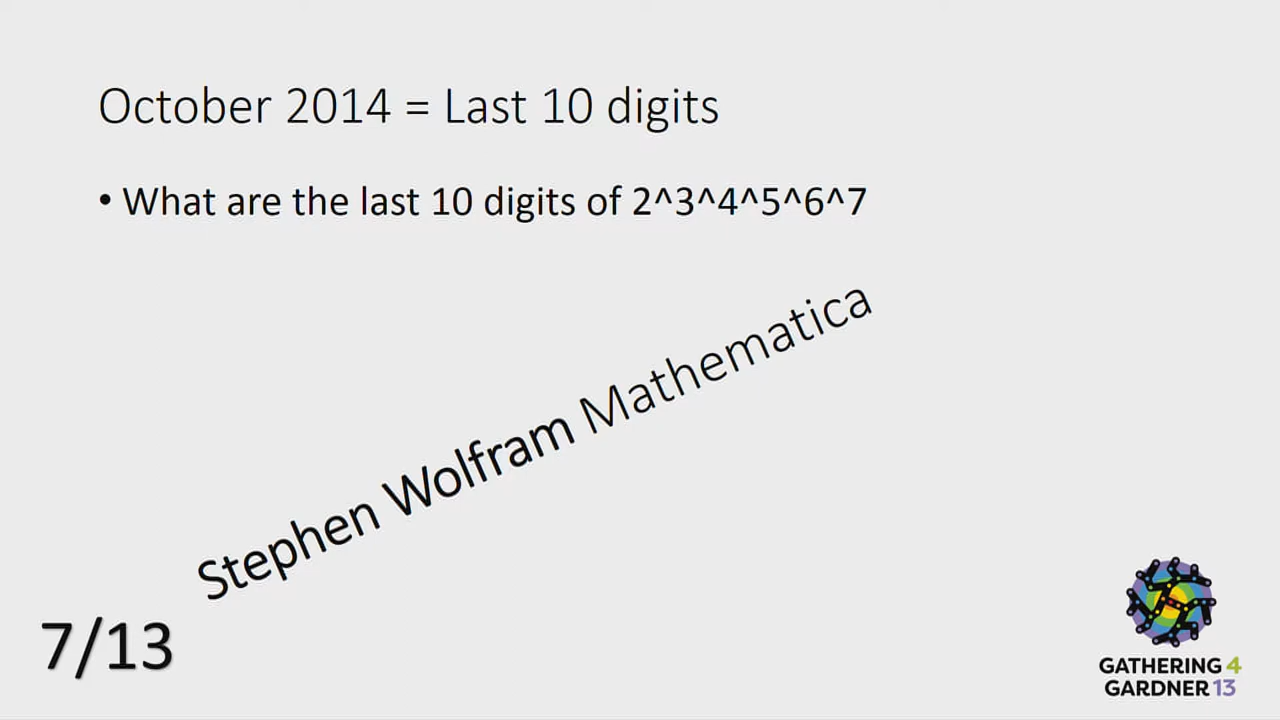 October 2014 = Last 10 digits
• What are the last 10 digits of 2^3^4^5^6^7
Stephen Wolfram Mathematica
7/13
GATHERING 4
GARDNER 13